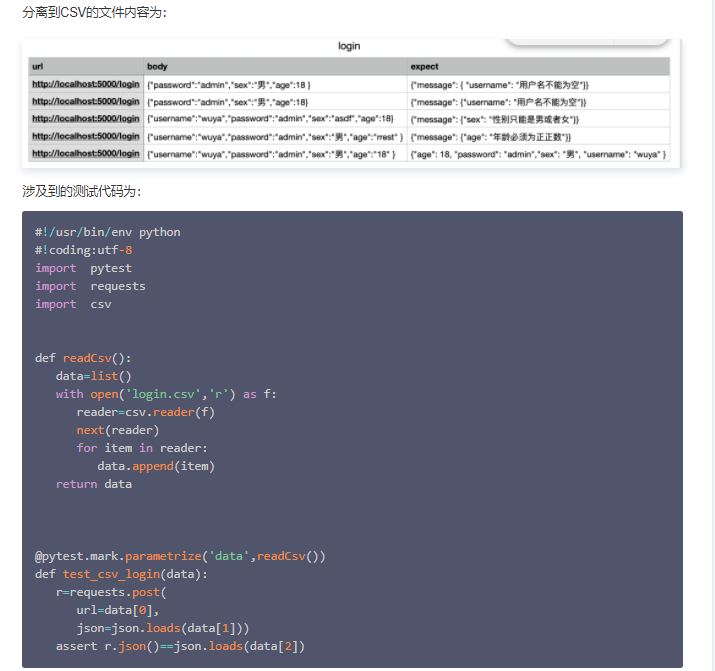 分离到CSV的文件内容为：
login
url body expect
http://localhost:5000/login {"password":"admin","sex":"男","age":18 } {"message": { "username": "用户名不能为空"}}
http://localhost:5000/login {"password":"admin","sex":"男","age":18} {"message": {"username": "用户名不能为空"}}
http://localhost:5000/login {"username":"wuya","password":"admin","sex":"asdf","age":18} {"message": {"sex": "性别只能是男或者女"}}
http://localhost:5000/login {"username":"wuya","password":"admin","sex":"男","age":"rrest" } {"message": {"age": "年龄必须为正正数"}}
http://localhost:5000/login {"username":"wuya","password":"admin","sex":"男","age":"18" } {"age": 18, "password": "admin","sex": "男", "username": "wuya" }
涉及到的测试代码为：
#!/usr/bin/env python
#!coding:utf-8
import  pytest
import  requests
import  csv
def readCsv():
data=list()
with open('login.csv','r') as f:
reader=csv.reader(f)
next(reader)
for item in reader:
data.append(item)
return data
@pytest.mark.parametrize('data',readCsv())
def test_csv_login(data):
r=requests.post(
url=data[0],
json=json.loads(data[1]))
assert r.json()==json.loads(data[2])